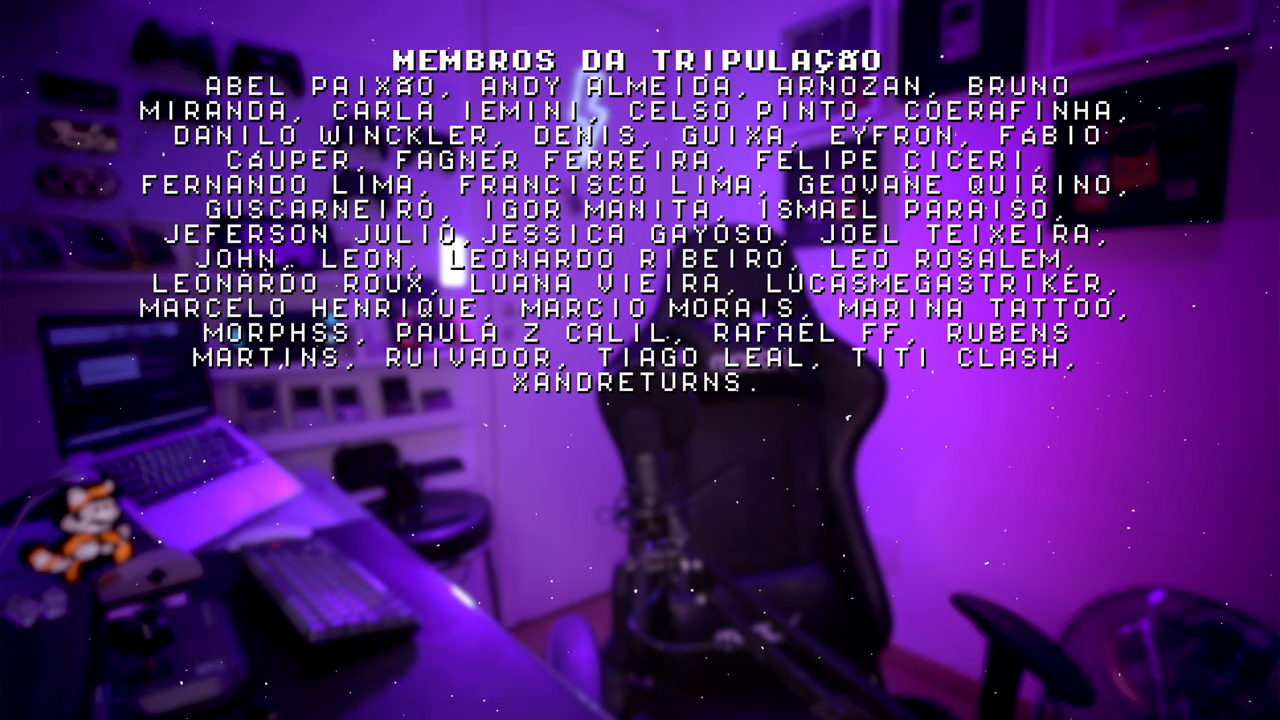 MEMBROS DA TRIPULAÇÃO
ABEL PAIXÃO, ANDY ALMEIDA, ARNOZAN, BRUNO
MIRANDA, CARLA IEMINI, CELSO PINTO, COERAFINHA,
DANILO WINCKLER, DENIS, GUIXA, EYFRON, FÁBIO
CÁUPER, FAGNER FERREIRA, FELIPE CICERI,
FERNANDO LIMA, FRANCISCO LIMA, GEOVANE QUIRINO,
GUSCARNEIRO, IGOR MANITA, ISMAEL PARAISO,
JEFERSON JULIO,JESSICA GAYOSO, JOEL TEIXEIRA,
JOHN, LEON, LEONARDO RIBEIRO, LEO ROSALEM,
LEONARDO ROUX, LUANA VIEIRA, LUCASMEGASTRIKER,
MARCELO HENRIQUE, MARCIO MORAIS, MARINA TATTOO,
MORPHSS, PAULA Z CALIL, RAFAEL FF, RUBENS
MARTINS, RUIVADOR, TIAGO LEAL, TITI CLASH,
XANDRETURNS.